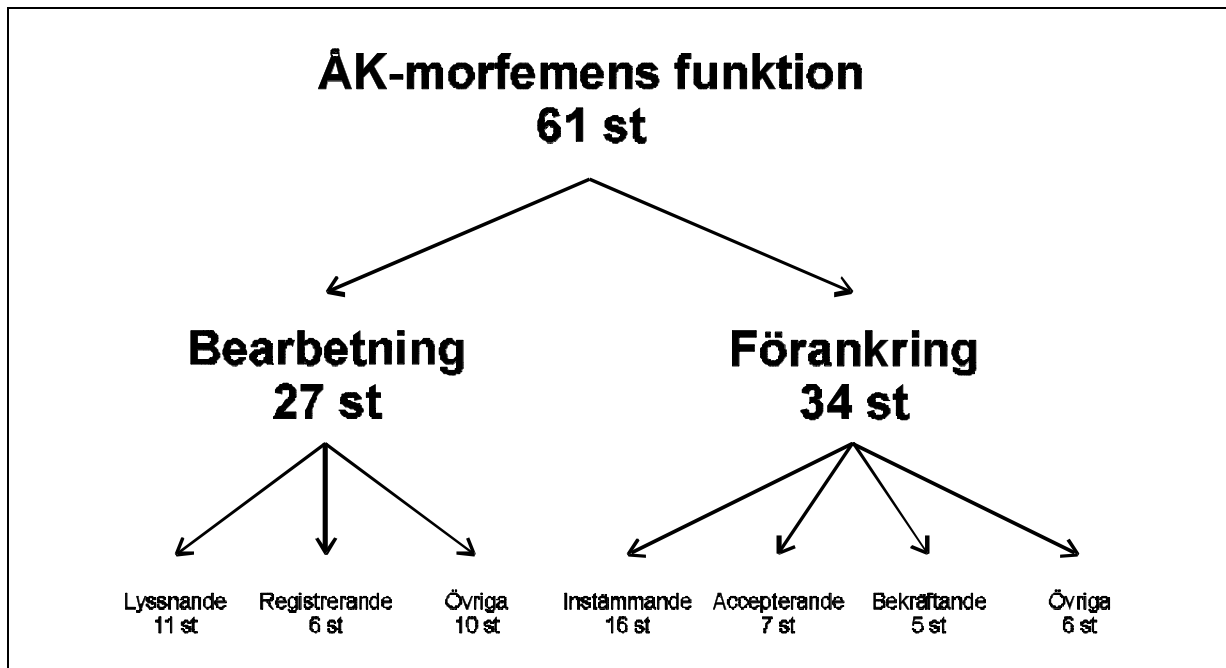 ÅK-morfemens funktion
61 st
Bearbetning
27 st
Förankring
34 st
Lyssnande
11 st
Registrerande
6 st
Övriga
10 st
Instämmande
16 st
Accepterande
7 st
Bekräftande
5 st
Övriga
6 st